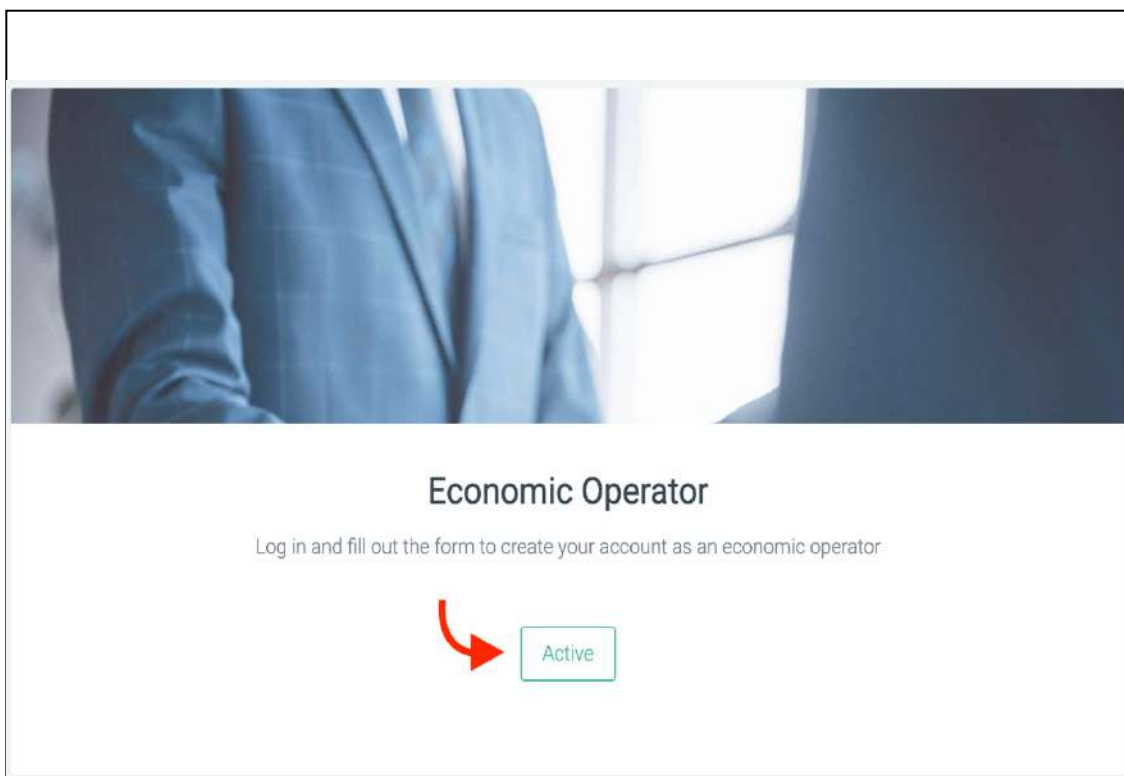 Economic Operator
Log in and fill out the form to create your account as an economic operator
Active